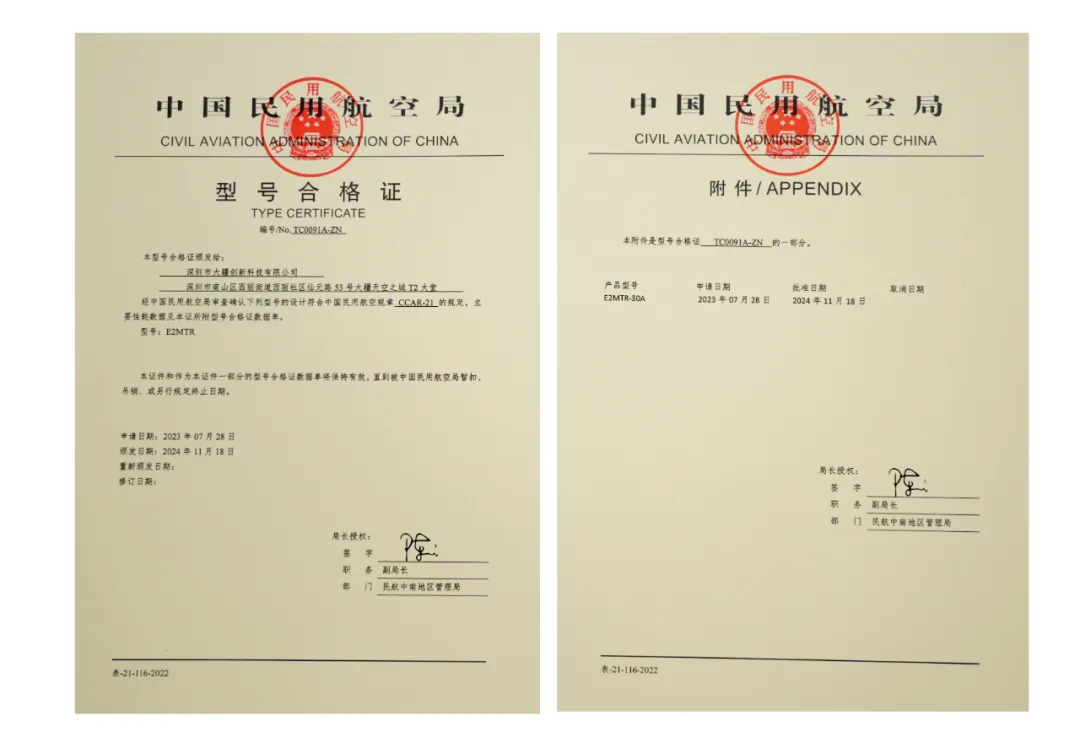 中国民用航空局
CIVIL AVIATION ADMINISTRATION OF CHINA
型号合格证
TYPE CERTIFICATE
编号/No. TC0091A-ZN
本型号合格证颁发给：
深圳市大疆创新科技有限公司
深圳市南山区西丽街道西丽社区仙元路 53 号大疆天空之城 T2 大堂
经中国民用航空局审查确认下列型号的设计符合中国民用航空规章 CCAR-21 的规定，主
要性能数据见本证所附型号合格证数据单。
型号：E2MTR
本证件和作为本证件一部分的型号合格证数据单将保持有效，直到被中国民用航空局暂扣、
吊销、或另行规定终止日期。
申请日期：2023 年 07 月 28 日
颁发日期：2024 年 11 月 18 日
重新颁发日期：
修订日期：
局长授权：
签 字
职 务 副局长
部 门 民航中南地区管理局
表-21-116-2022
中国民用航空局
CIVIL AVIATION ADMINISTRATION OF CHINA
附件 / APPENDIX
本附件是型号合格证 TC0091A-ZN 的一部分。
产品型号 申请日期 批准日期 取消日期
E2MTR-30A 2023 年 07 月 28 日 2024 年 11 月 18 日
局长授权：
签 字
职 务 副局长
部 门 民航中南地区管理局
表-21-116-2022